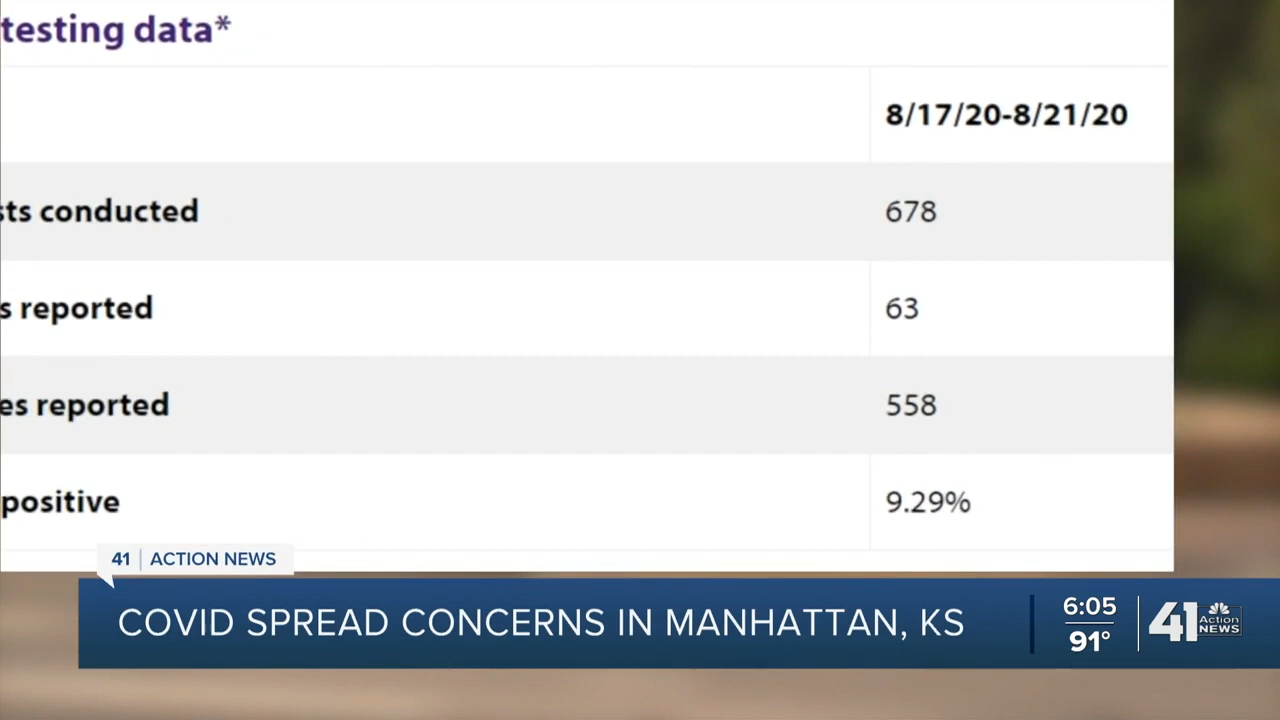 testing data*
8/17/20-8/21/20
sts conducted 678
s reported 63
es reported 558
positive 9.29%
41 | ACTION NEWS
COVID SPREAD CONCERNS IN MANHATTAN, KS
6:05
91°
41 Action NEWS